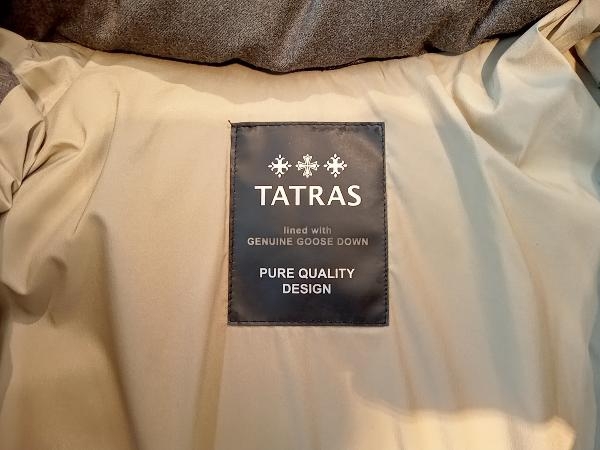 TATRAS
lined with
GENUINE GOOSE DOWN
PURE QUALITY
DESIGN